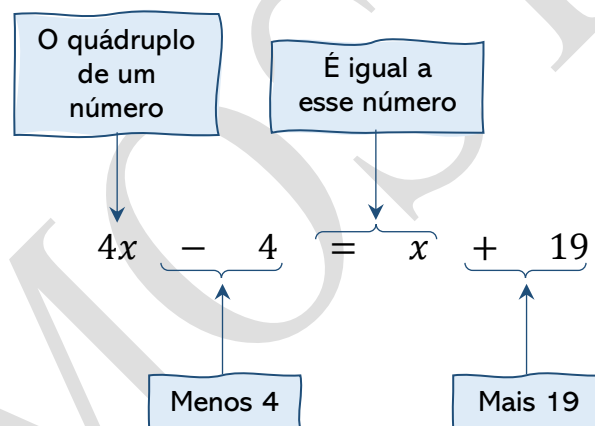 O quádruplo
de um
número
É igual a
esse número
4x − 4 = x + 19
Menos 4
Mais 19